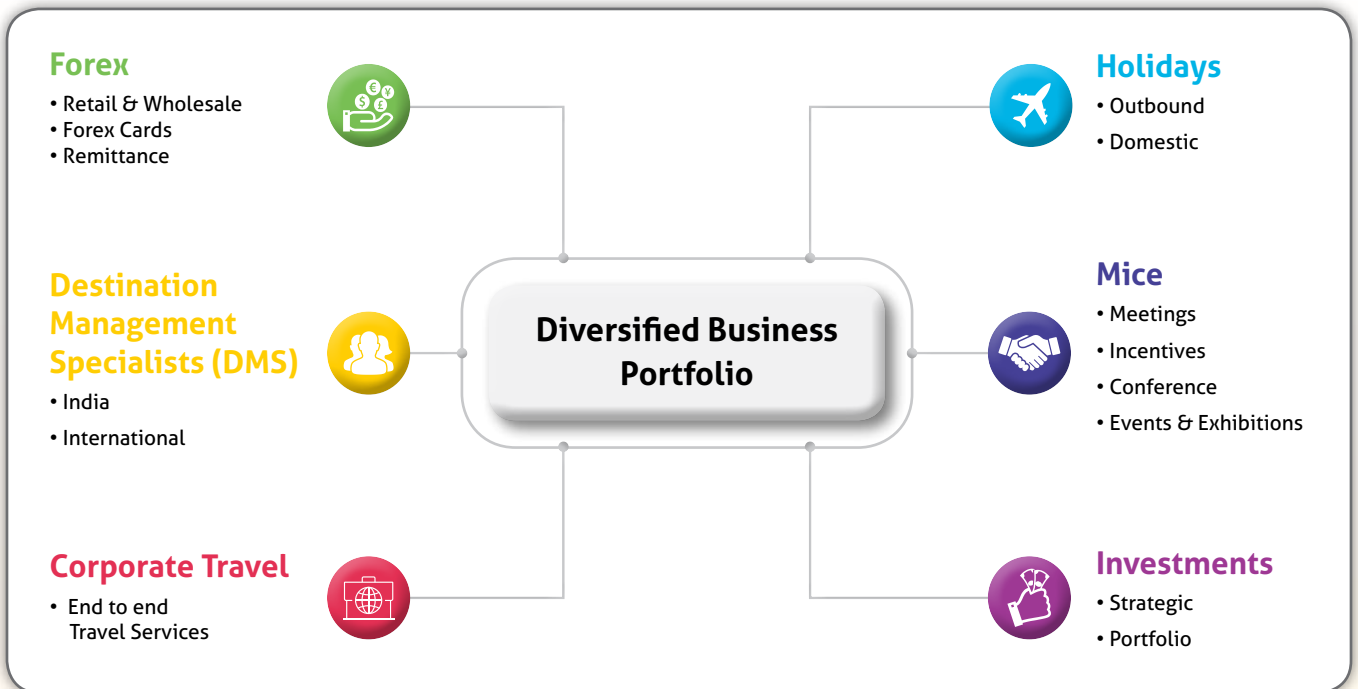 Forex
• Retail & Wholesale
• Forex Cards
• Remittance
Destination
Management
Specialists (DMS)
• India
• International
Corporate Travel
• End to end
Travel Services
Diversified Business
Portfolio
Holidays
• Outbound
• Domestic
Mice
• Meetings
• Incentives
• Conference
• Events & Exhibitions
Investments
• Strategic
• Portfolio